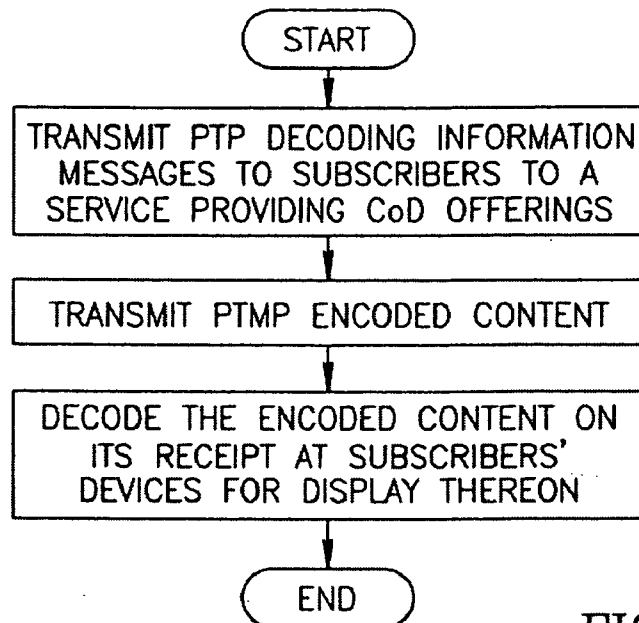 START
TRANSMIT PTP DECODING INFORMATION
MESSAGES TO SUBSCRIBERS TO A
SERVICE PROVIDING CoD OFFERINGS
TRANSMIT PTMP ENCODED CONTENT
DECODE THE ENCODED CONTENT ON
ITS RECEIPT AT SUBSCRIBERS'
DEVICES FOR DISPLAY THEREON
END